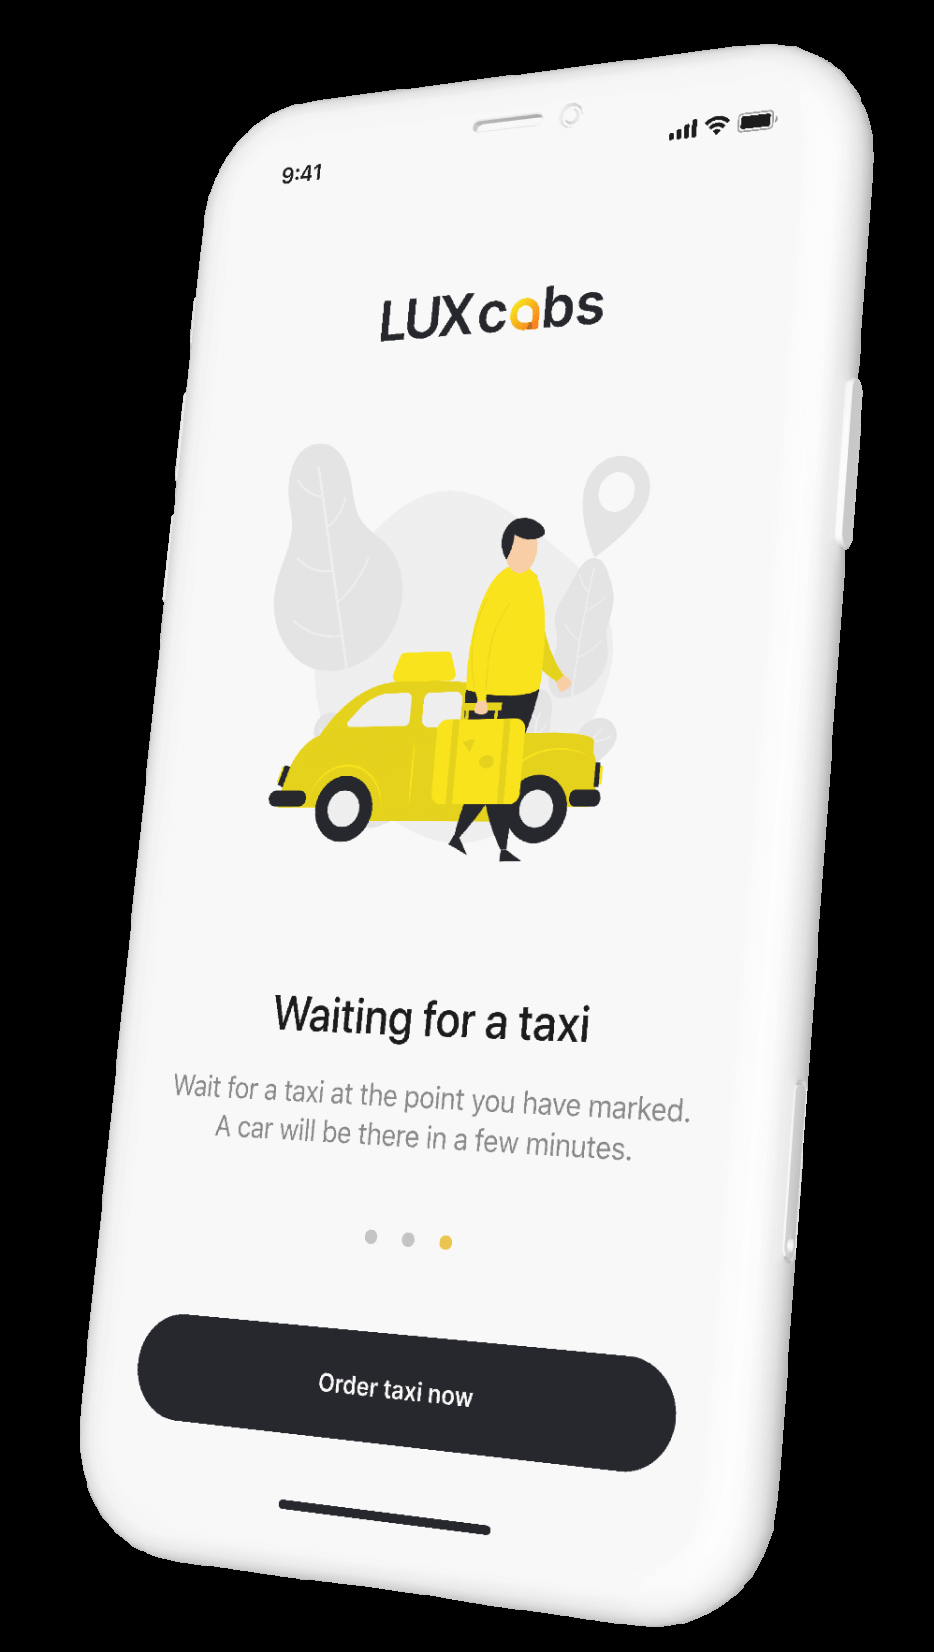 9:41
LUXcabs
Waiting for a taxi
Wait for a taxi at the point you have marked.
A car will be there in a few minutes.
Order taxi now